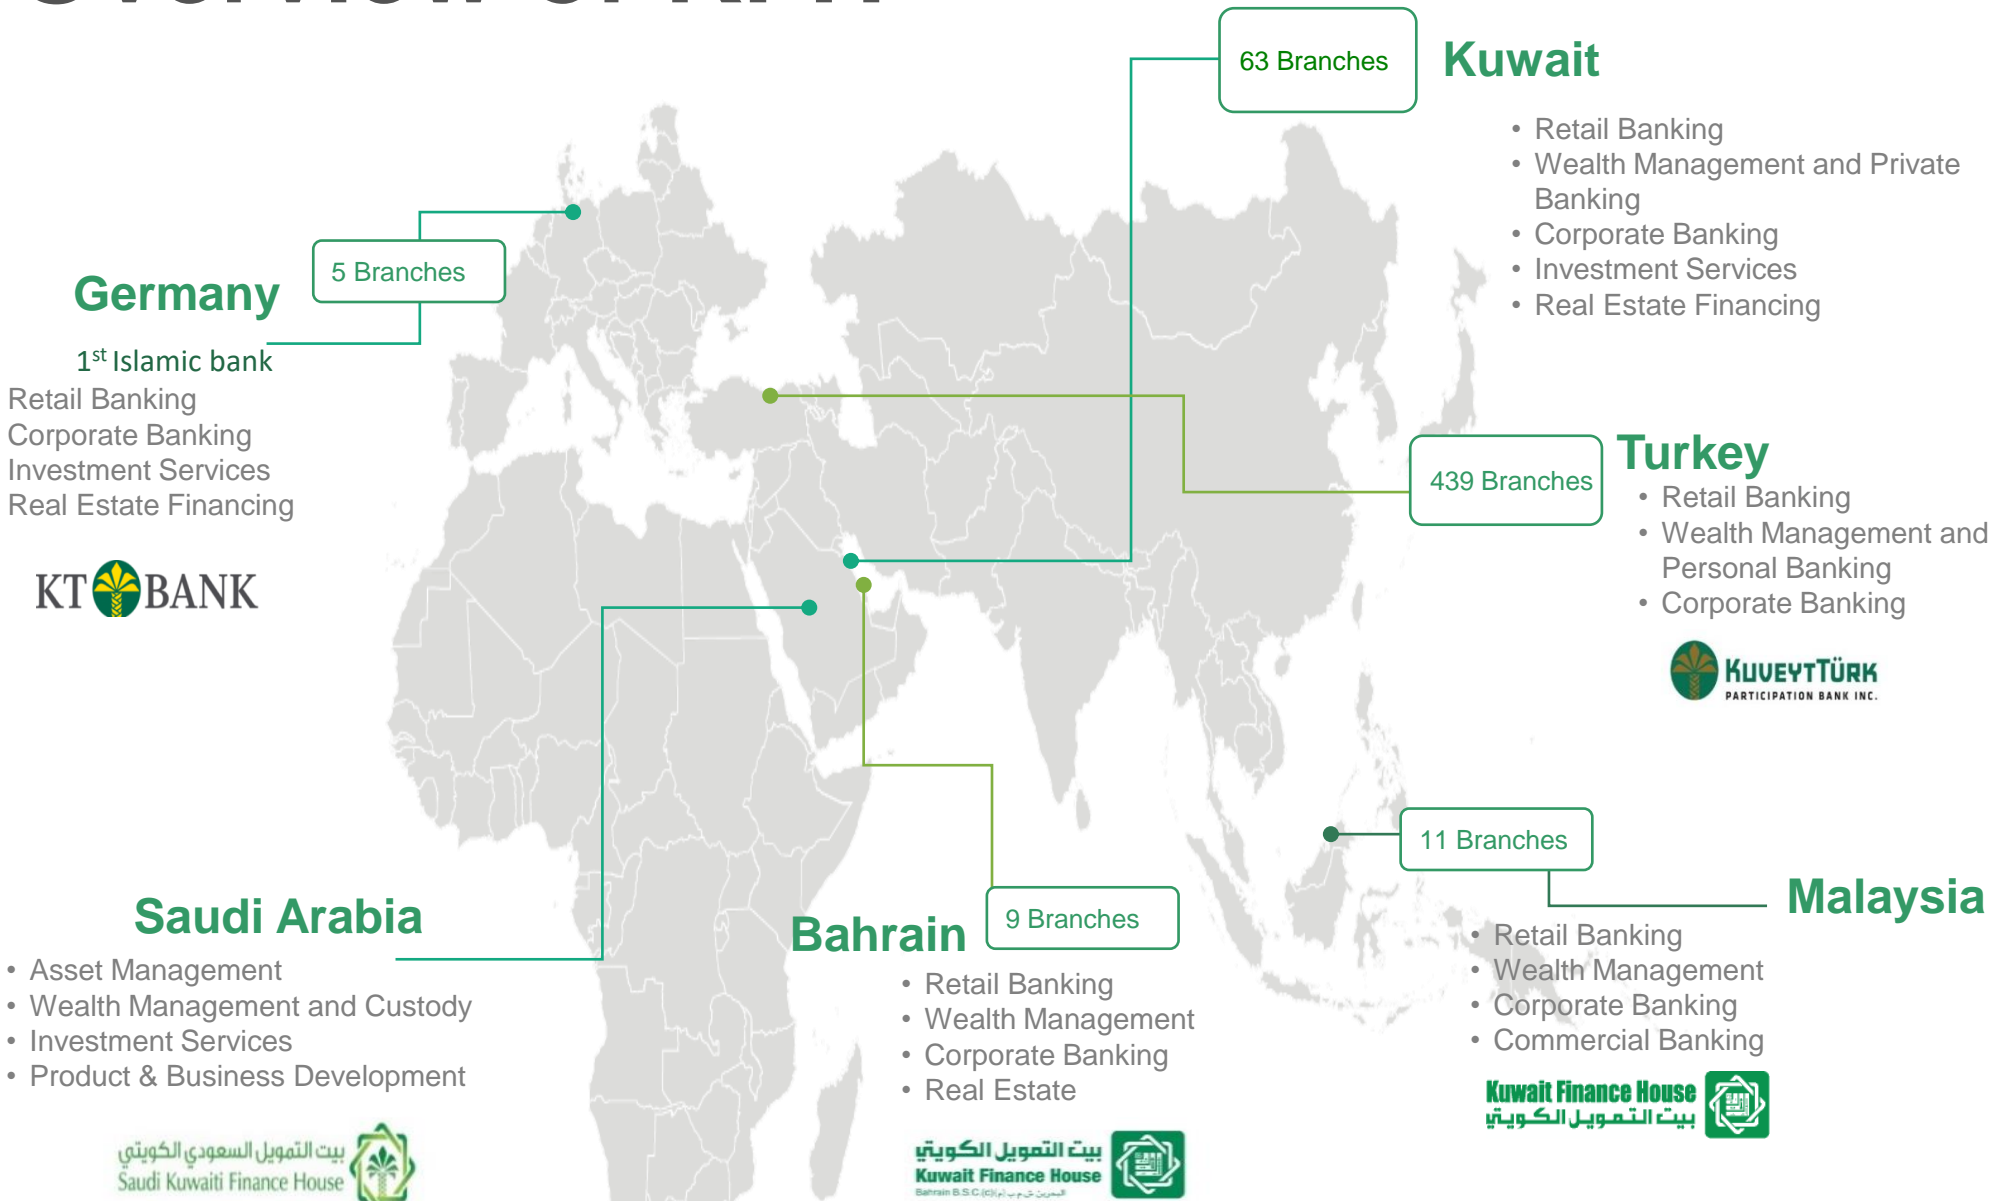 63 Branches
Kuwait
• Retail Banking
• Wealth Management and Private
Banking
• Corporate Banking
• Investment Services
• Real Estate Financing
5 Branches
Germany
1st Islamic bank
Retail Banking
Corporate Banking
Investment Services
Real Estate Financing
KT BANK
439 Branches
Turkey
• Retail Banking
• Wealth Management and
Personal Banking
• Corporate Banking
KUVEYTTÜRK
PARTICIPATION BANK INC.
11 Branches
Malaysia
• Retail Banking
• Wealth Management
• Corporate Banking
• Commercial Banking
Kuwait Finance House
بيت التمويل الكويتي
Saudi Arabia
• Asset Management
• Wealth Management and Custody
• Investment Services
• Product & Business Development
بيت التمويل السعودي الكويتي
Saudi Kuwaiti Finance House
Bahrain
9 Branches
• Retail Banking
• Wealth Management
• Corporate Banking
• Real Estate
بيت التمويل الكويتي
Kuwait Finance House
Bahrain B.S.C.(c)